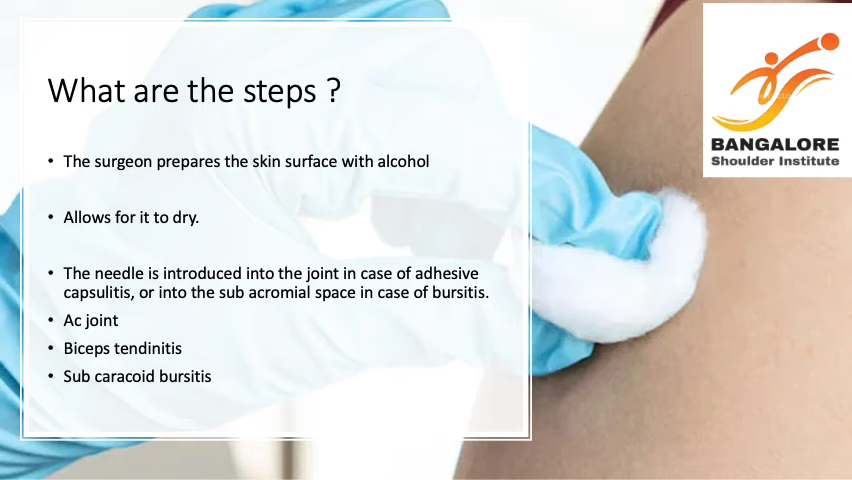 What are the steps ?
BANGALORE
Shoulder Institute
• The surgeon prepares the skin surface with alcohol
• Allows for it to dry.
• The needle is introduced into the joint in case of adhesive
capsulitis, or into the sub acromial space in case of bursitis.
• Ac joint
• Biceps tendinitis
• Sub caracoid bursitis